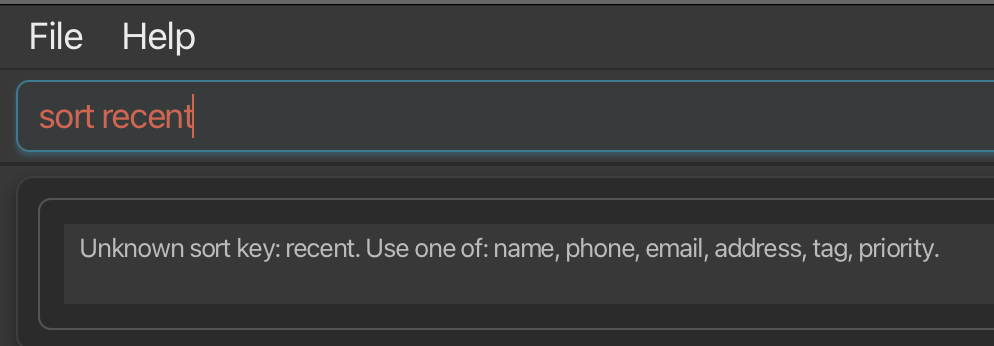 File Help
sort recent
Unknown sort key: recent. Use one of: name, phone, email, address, tag, priority.